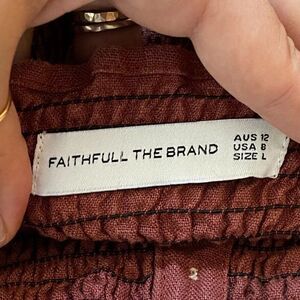 FAITHFULL THE BRAND
AUS 12
USA 8
SIZE L